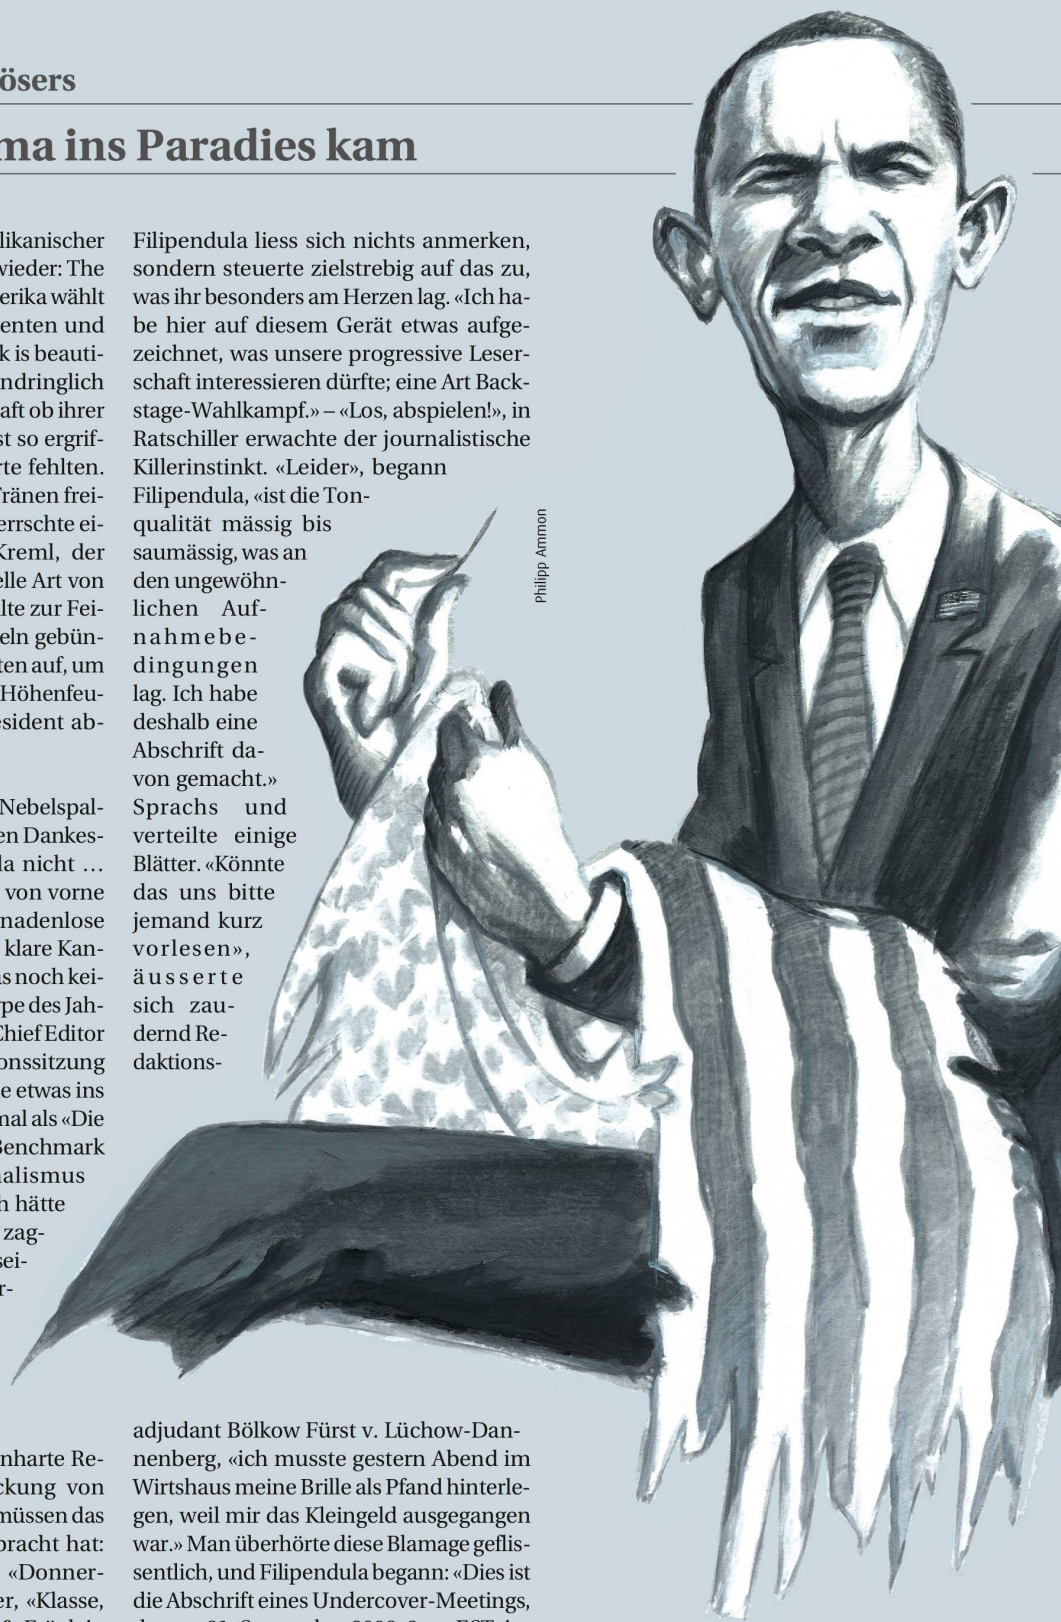 ösers
ma ins Paradies kam
likanischer
wieder: The
erika wählt
enten und
k is beauti-
ndringlich
aft ob ihrer
st so ergrif-
rte fehlten.
Tränen frei-
errschte ei-
Kreml, der
elle Art von
lte zur Fei-
eln gebün-
ten auf, um
Höhenfeu-
esident ab-
Nebelspal-
en Dankes-
la nicht …
von vorne
nadenlose
klare Kan-
as noch kei-
ype des Jah-
Chief Editor
onssitzung
e etwas ins
mal als «Die
Benchmark
nalismus
h hätte
zag-
sei-
r-
nharte Re-
ckung von
müssen das
bracht hat:
«Donner-
er, «Klasse,
Filipendula liess sich nichts anmerken,
sondern steuerte zielstrebig auf das zu,
was ihr besonders am Herzen lag. «Ich ha-
be hier auf diesem Gerät etwas aufge-
zeichnet, was unsere progressive Leser-
schaft interessieren dürfte; eine Art Back-
stage-Wahlkampf.» – «Los, abspielen!», in
Ratschiller erwachte der journalistische
Killerinstinkt. «Leider», begann
Filipendula, «ist die Ton-
qualität mässig bis
saumässig, was an
den ungewöhn-
lichen Auf-
nahmebe-
dingungen
lag. Ich habe
deshalb eine
Abschrift da-
von gemacht.»
Sprachs und
verteilte einige
Blätter. «Könnte
das uns bitte
jemand kurz
vorlesen»,
äusserte
sich zau-
dernd Re-
daktions-
adjudant Bölkow Fürst v. Lüchow-Dan-
nenberg, «ich musste gestern Abend im
Wirtshaus meine Brille als Pfand hinterle-
gen, weil mir das Kleingeld ausgegangen
war.» Man überhörte diese Blamage geflis-
sentlich, und Filipendula begann: «Dies ist
die Abschrift eines Undercover-Meetings,
Philipp Ammon